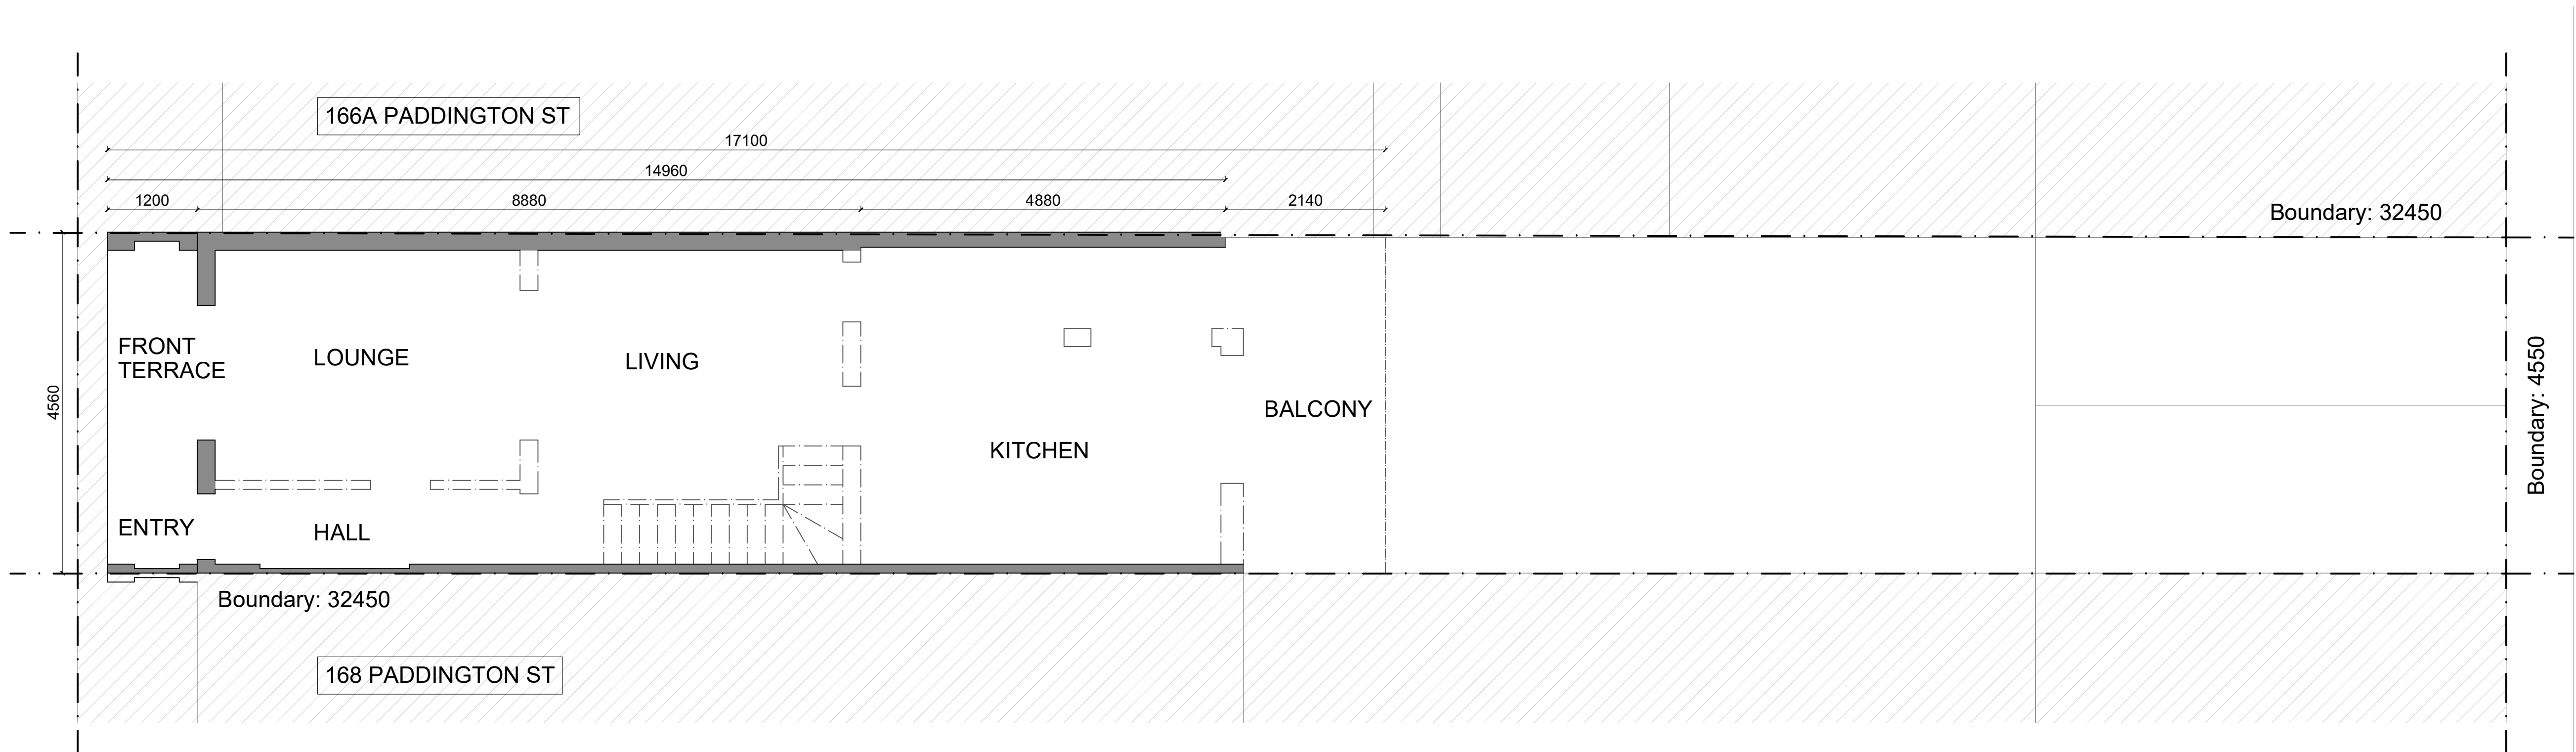 166A PADDINGTON ST
17100
14960
1200
8880
4880
2140
Boundary: 32450
4560
FRONT
TERRACE
LOUNGE
LIVING
BALCONY
KITCHEN
ENTRY
HALL
Boundary: 4550
Boundary: 32450
168 PADDINGTON ST